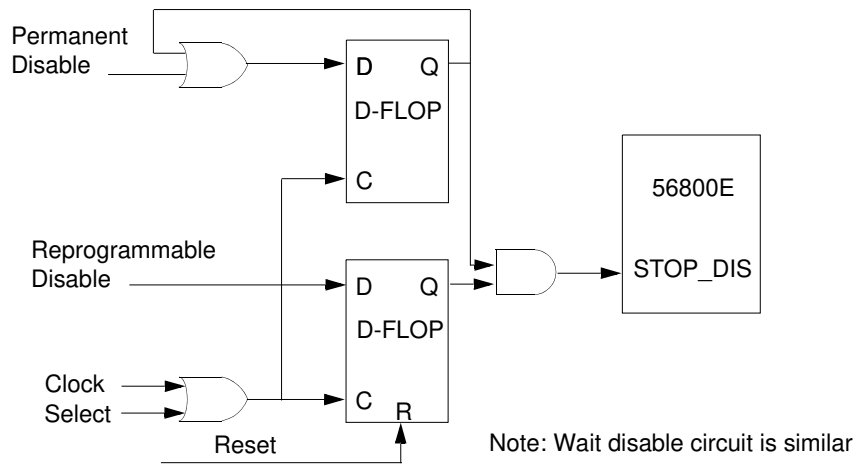 Permanent
Disable
D Q
D-FLOP
C
56800E
STOP_DIS
Reprogrammable
Disable
D Q
D-FLOP
C
R
Clock
Select
Reset
Note: Wait disable circuit is similar